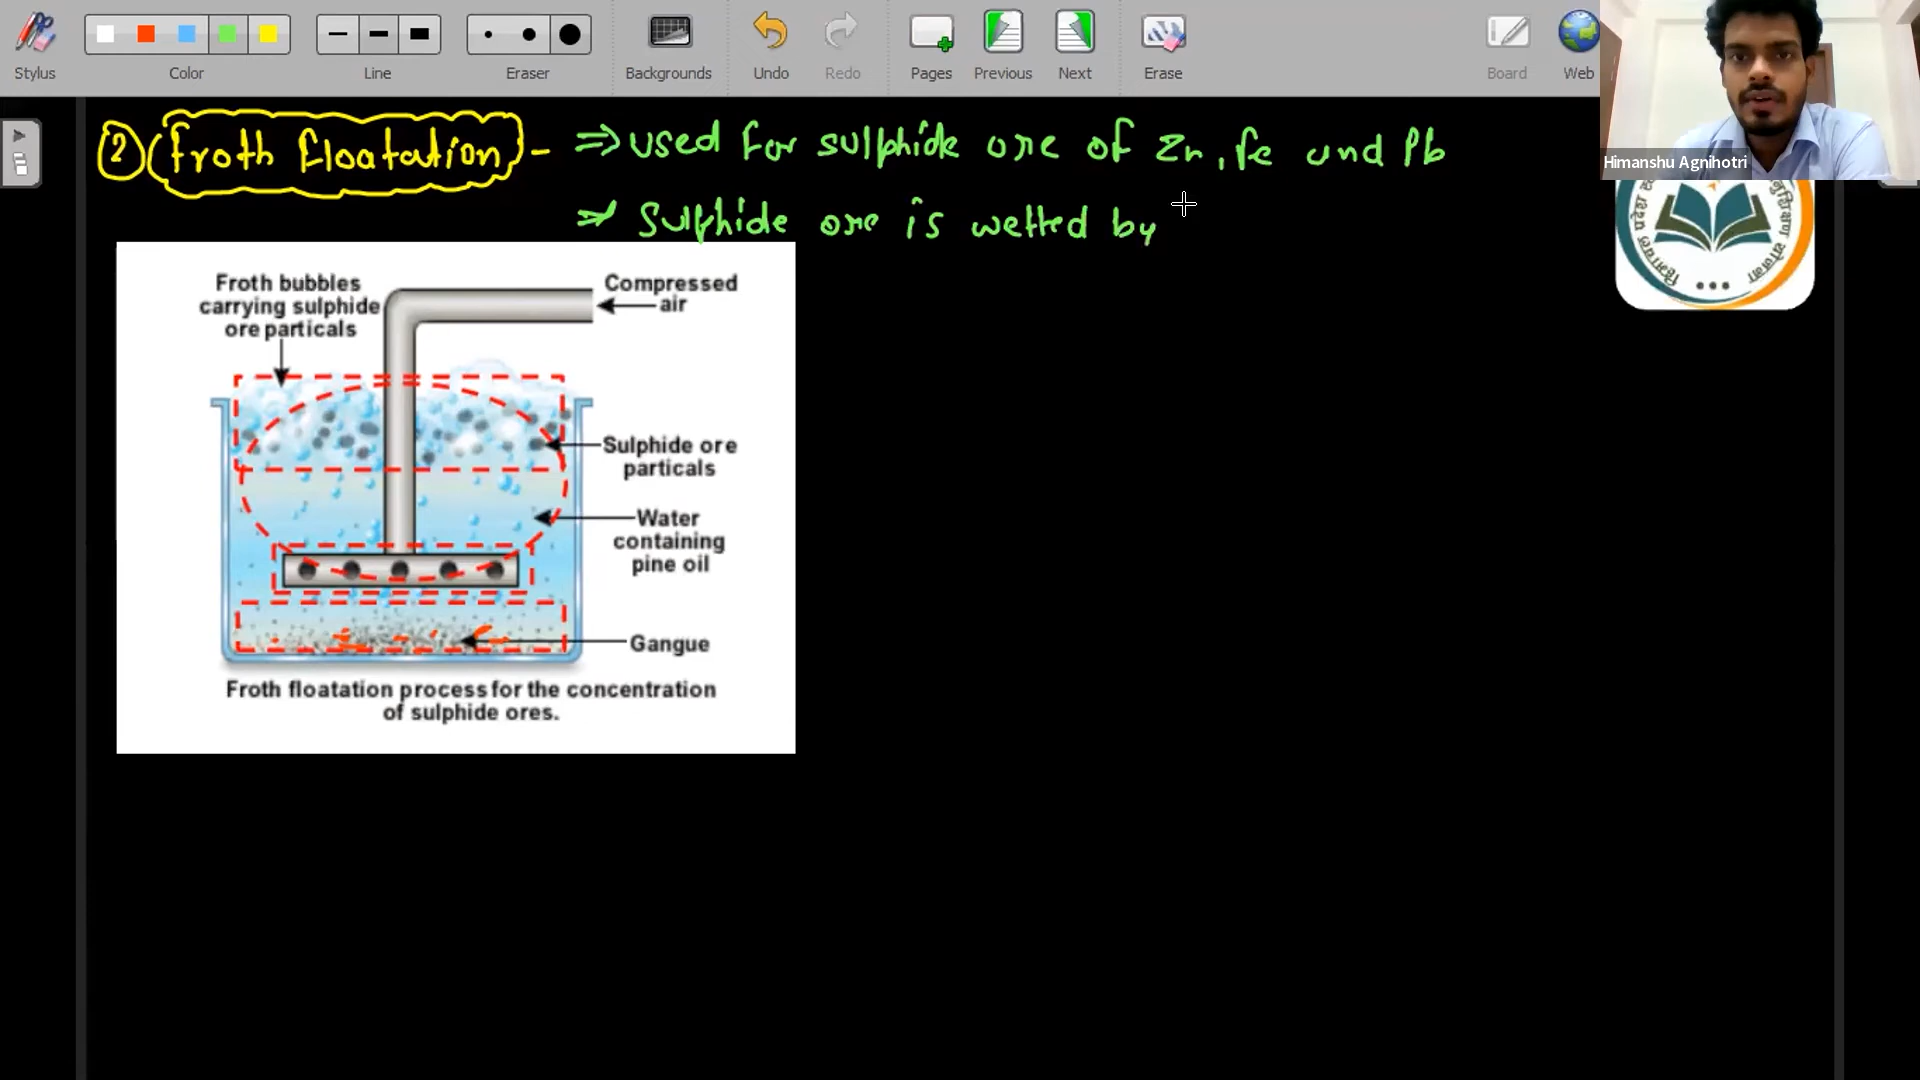 Stylus
Color
Line
Eraser
Backgrounds
Undo
Redo
Pages
Previous
Next
Erase
Board
Web
Himanshu Agnihotri
② Froth floatation - ⇒ used for sulphide ore of Zn, Fe and Pb
⇒ Sulphide ore is wetted by
Froth bubbles
carrying sulphide
ore particals
Compressed
air
Sulphide ore
particals
Water
containing
pine oil
Gangue
Froth floatation process for the concentration
of sulphide ores.